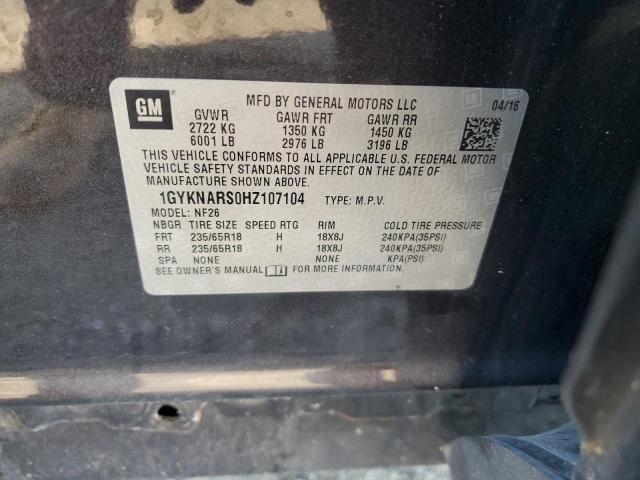 GM
MFD BY GENERAL MOTORS LLC 04/16
GVWR GAWR FRT GAWR RR
2722 KG 1350 KG 1450 KG
6001 LB 2976 LB 3196 LB
THIS VEHICLE CONFORMS TO ALL APPLICABLE U.S. FEDERAL MOTOR
VEHICLE SAFETY STANDARDS IN EFFECT ON THE DATE OF
MANUFACTURE SHOWN ABOVE.
1GYKNARS0HZ107104 TYPE: M.P.V.
MODEL: NF26
NBGR TIRE SIZE SPEED RTG RIM COLD TIRE PRESSURE
FRT 235/65R18 H 18X8J 240KPA(35PSI)
RR 235/65R18 H 18X8J 240KPA(35PSI)
SPA NONE NONE KPA(PSI)
SEE OWNER'S MANUAL FOR MORE INFORMATION.